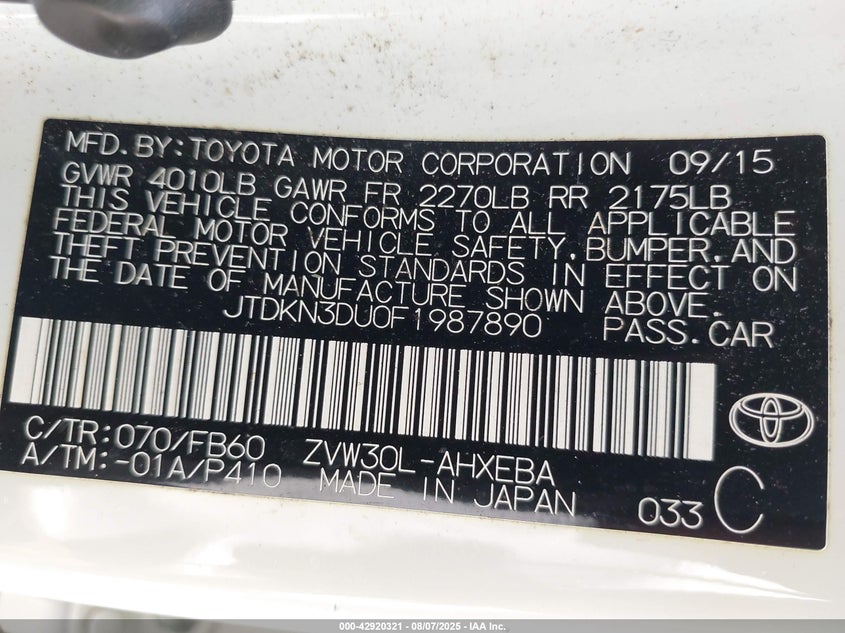 MFD.BY:TOYOTA MOTOR CORPORATION 09/15
GVWR 4010LB GAWR FR 2270LB RR 2175LB
THIS VEHICLE CONFORMS TO ALL APPLICABLE
FEDERAL MOTOR VEHICLE SAFETY,BUMPER,AND
THEFT PREVENTION STANDARDS IN EFFECT ON
THE DATE OF MANUFACTURE SHOWN ABOVE.
JTDKN3DU0F1987890 PASS.CAR
C/TR:070/FB60 ZVW30L-AHXEBA
A/TM:-01A/P410 MADE IN JAPAN 033 C
000-42920321 - 08/07/2025 - IAA Inc.